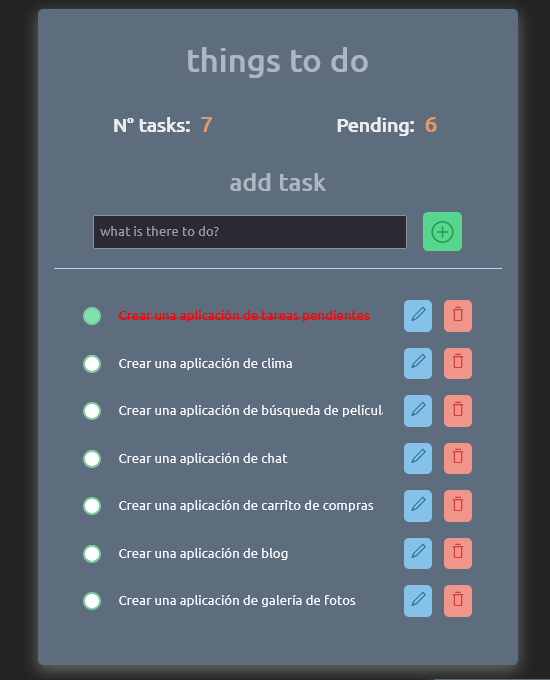 things to do
N° tasks: 7
Pending: 6
add task
what is there to do?
Crear una aplicación de tareas pendientes
Crear una aplicación de clima
Crear una aplicación de búsqueda de películ
Crear una aplicación de chat
Crear una aplicación de carrito de compras
Crear una aplicación de blog
Crear una aplicación de galería de fotos